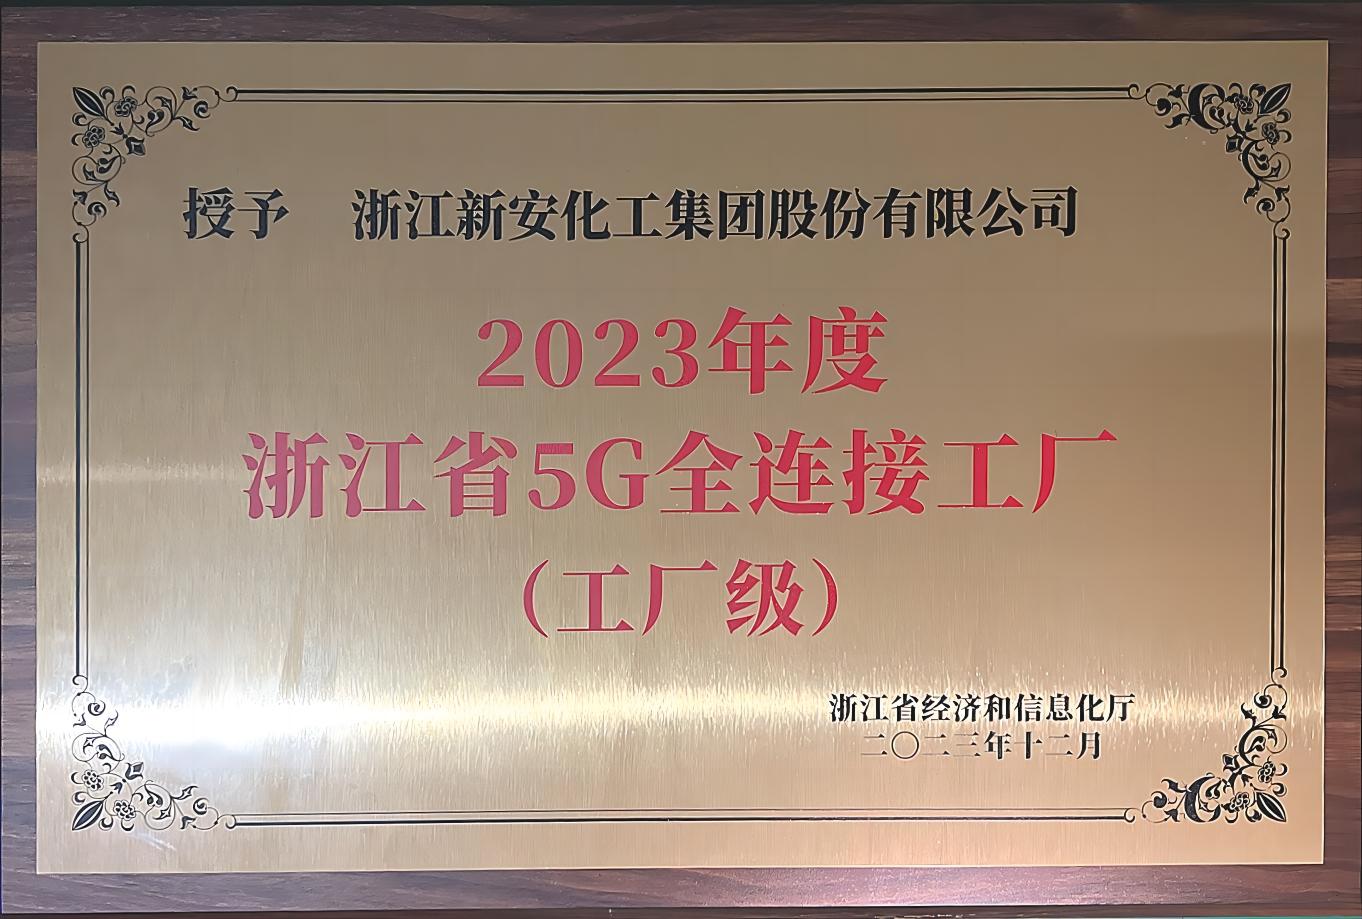 授予 浙江新安化工集团股份有限公司
2023年度
浙江省5G全连接工厂
（工厂级）
浙江省经济和信息化厅
二〇二三年十二月